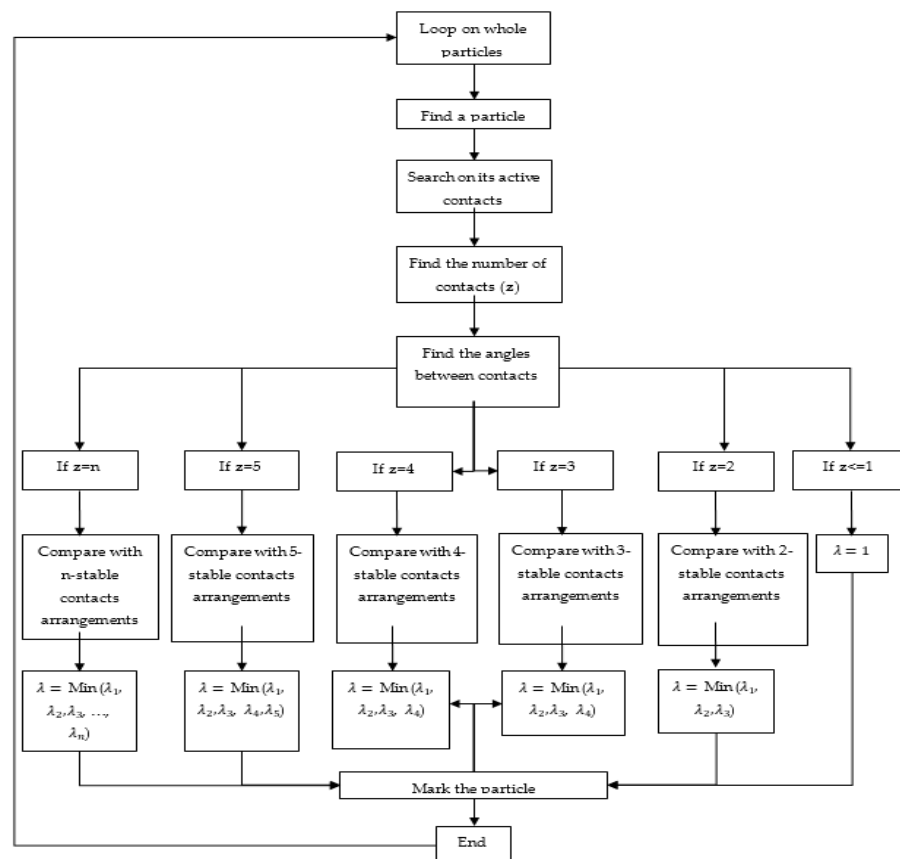 Loop on whole
particles
Find a particle
Search on its active
contacts
Find the number of
contacts (z)
Find the angles
between contacts
If z=n
If z=5
If z=4
If z=3
If z=2
If z<=1
Compare with
n-stable
contacts
arrangements
Compare with 5-
stable contacts
arrangements
Compare with 4-
stable contacts
arrangements
Compare with 3-
stable contacts
arrangements
Compare with 2-
stable contacts
arrangements
λ = 1
λ = Min (λ₁,
λ₂,λ₃, …,
λₙ)
λ = Min (λ₁,
λ₂,λ₃, λ₄,λ₅)
λ = Min (λ₁,
λ₂,λ₃, λ₄)
λ = Min (λ₁,
λ₂,λ₃, λ₄)
λ = Min (λ₁,
λ₂,λ₃)
Mark the particle
End